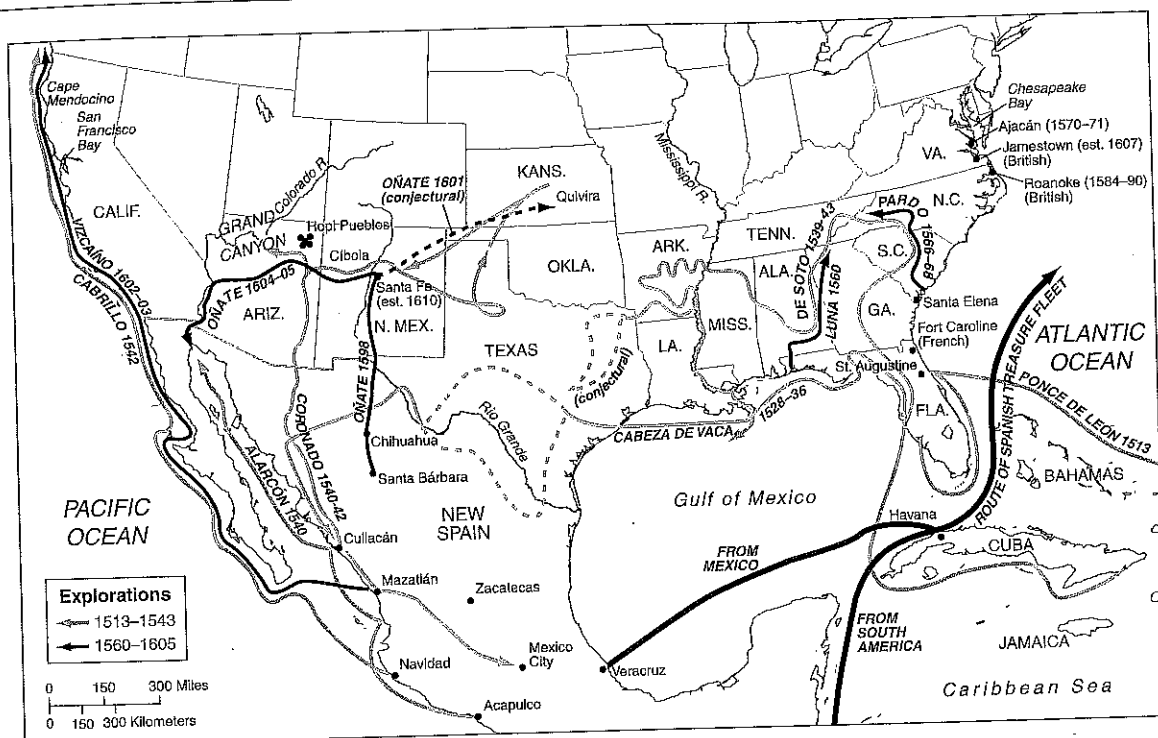 Cape
Mendocino
San
Francisco
Bay
CALIF.
VIZCAÍNO 1602–03
CABRILLO 1542
GRAND
CANYON
Colorado R.
Hopi Pueblos
Cíbola
OÑATE 1604–05
ARIZ.
OÑATE 1601
(conjectural)
KANS.
Quivira
Santa Fe
(est. 1610)
N. MEX.
OKLA.
TEXAS
Mississippi R.
ARK.
LA.
MISS.
TENN.
ALA.
DE SOTO 1539-43
LUNA 1560
GA.
S.C.
N.C.
PARDO 1566–68
VA.
Chesapeake
Bay
Ajacán (1570–71)
Jamestown (est. 1607)
(British)
Roanoke (1584–90)
(British)
Santa Elena
Fort Caroline
(French)
St. Augustine
FLA.
ATLANTIC
OCEAN
PONCE DE LEÓN 1513
ROUTE OF SPANISH TREASURE FLEET
BAHAMAS
(conjectural)
CABEZA DE VACA
1528–36
Rio Grande
OÑATE 1598
Chihuahua
Santa Bárbara
CORONADO 1540-42
ALARCÓN 1540
PACIFIC
OCEAN
NEW
SPAIN
Gulf of Mexico
Havana
CUBA
Culiacán
Mazatlán
Zacatecas
FROM
MEXICO
FROM
SOUTH
AMERICA
JAMAICA
Navidad
Mexico
City
Veracruz
Acapulco
Caribbean Sea
Explorations
1513–1543
1560–1605
0 150 300 Miles
0 150 300 Kilometers